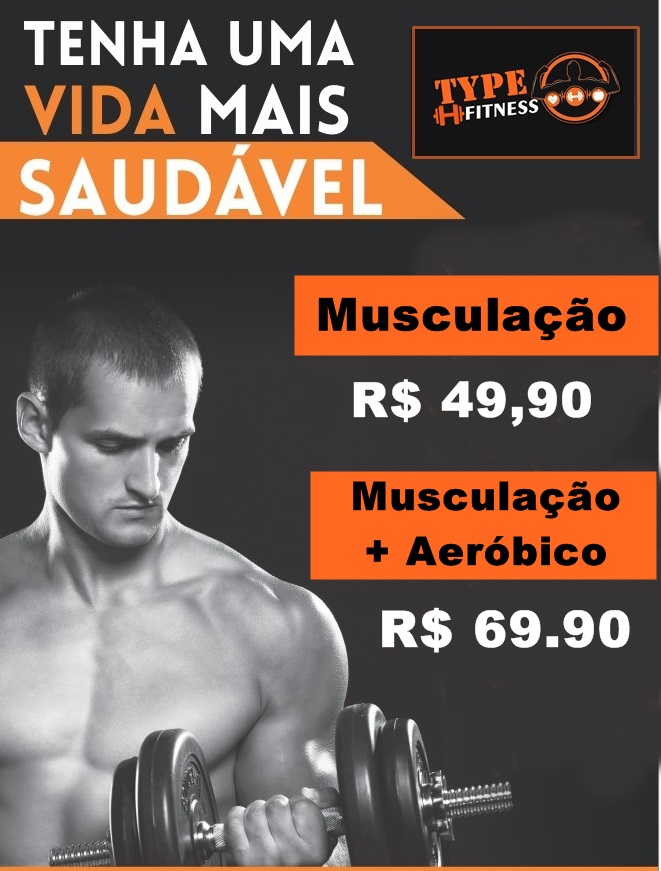 TENHA UMA
VIDA MAIS
SAUDÁVEL
TYPE
FITNESS
Musculação
R$ 49,90
Musculação
+ Aeróbico
R$ 69.90